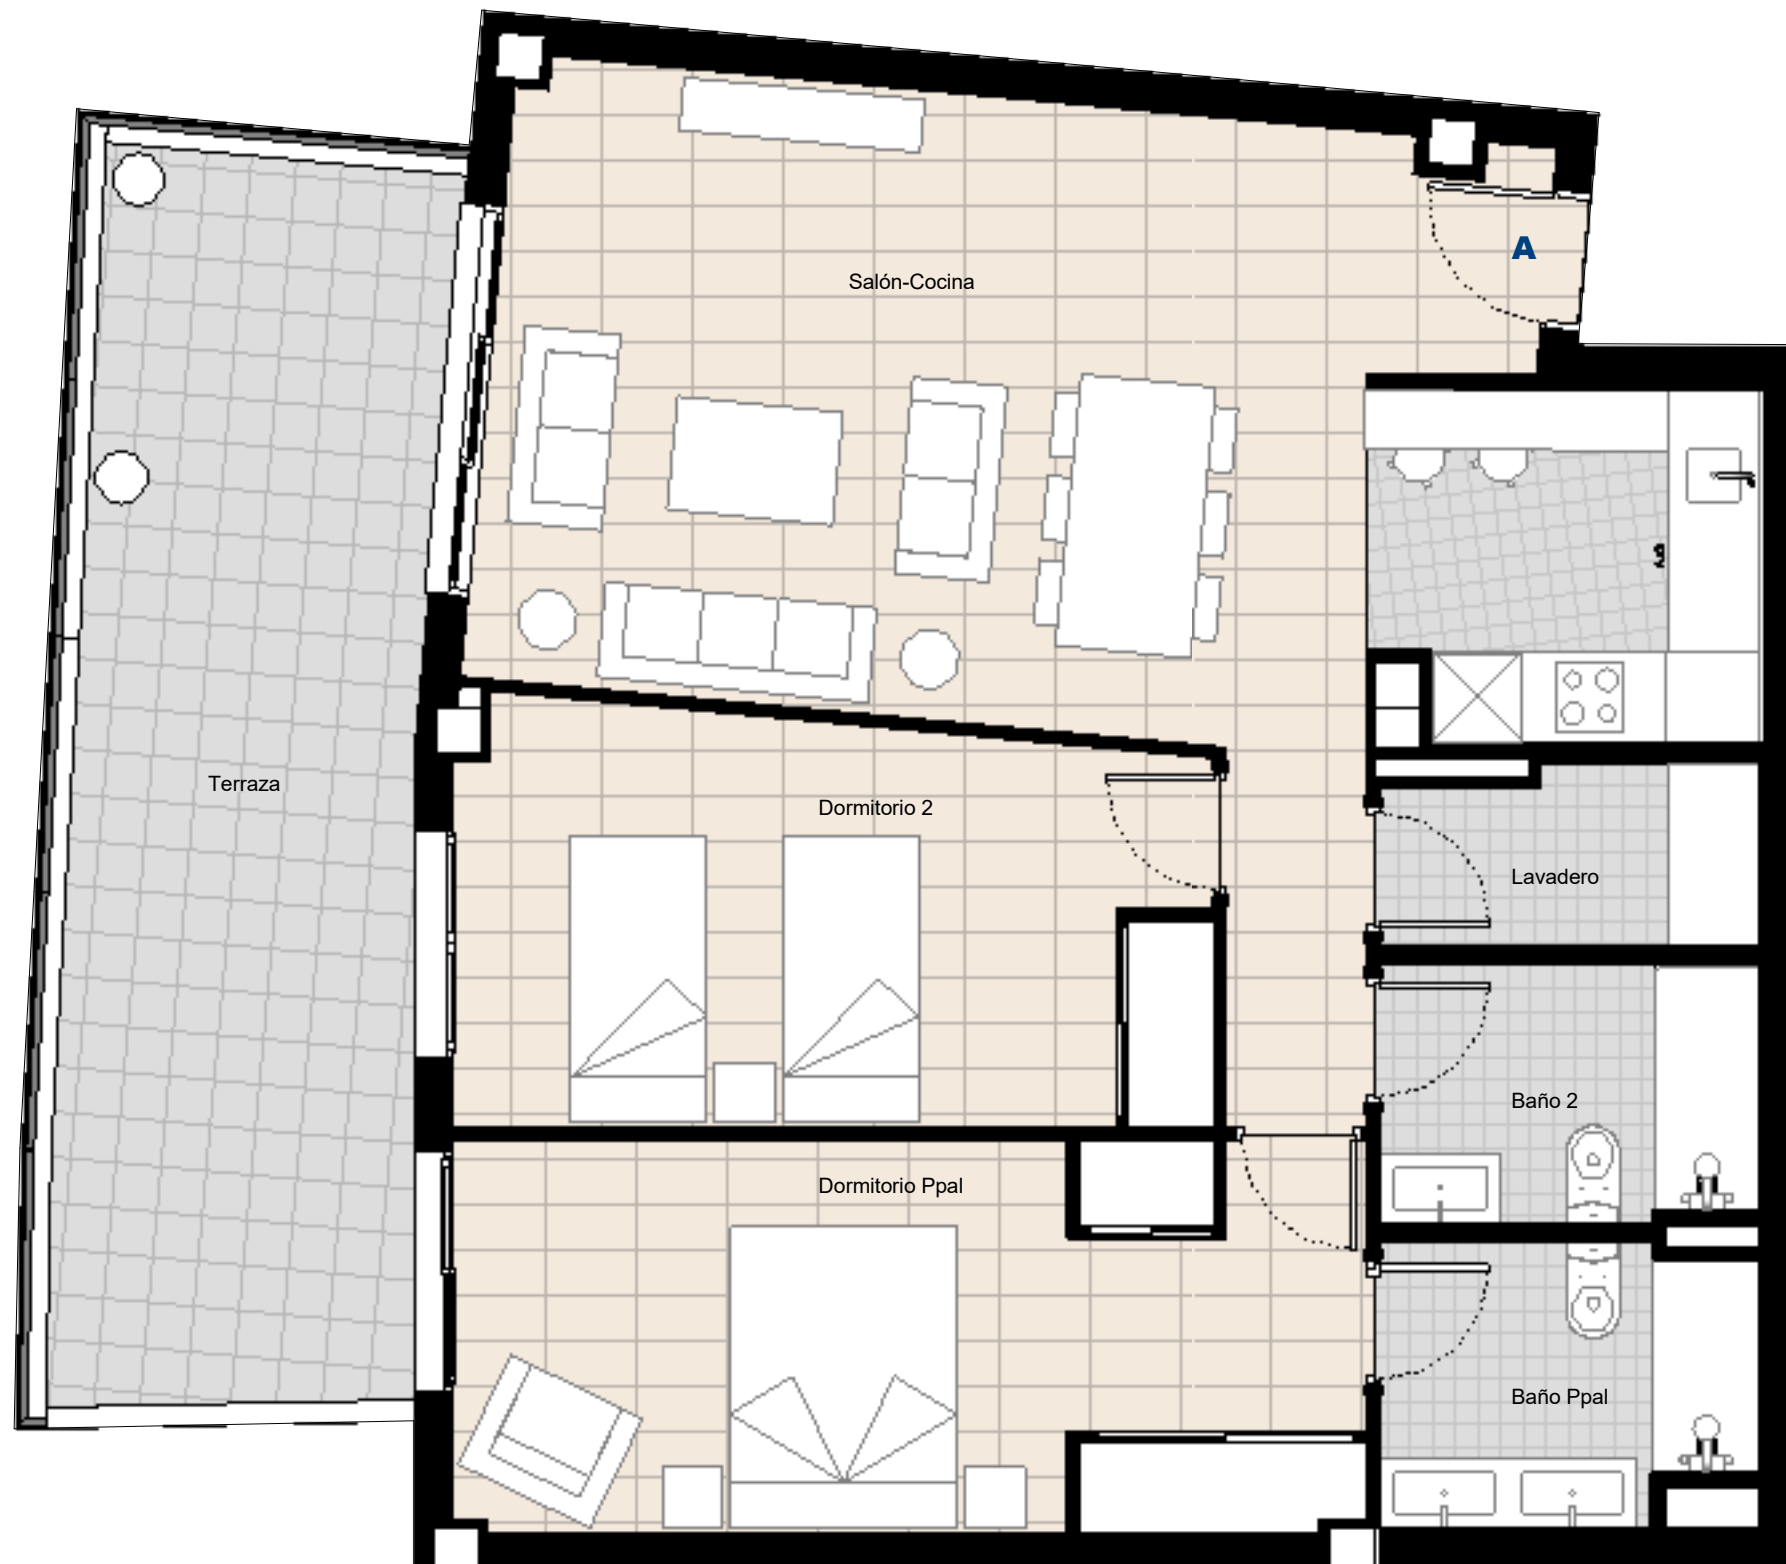 A
Salón-Cocina
Terraza
Dormitorio 2
Lavadero
Baño 2
Dormitorio Ppal
Baño Ppal